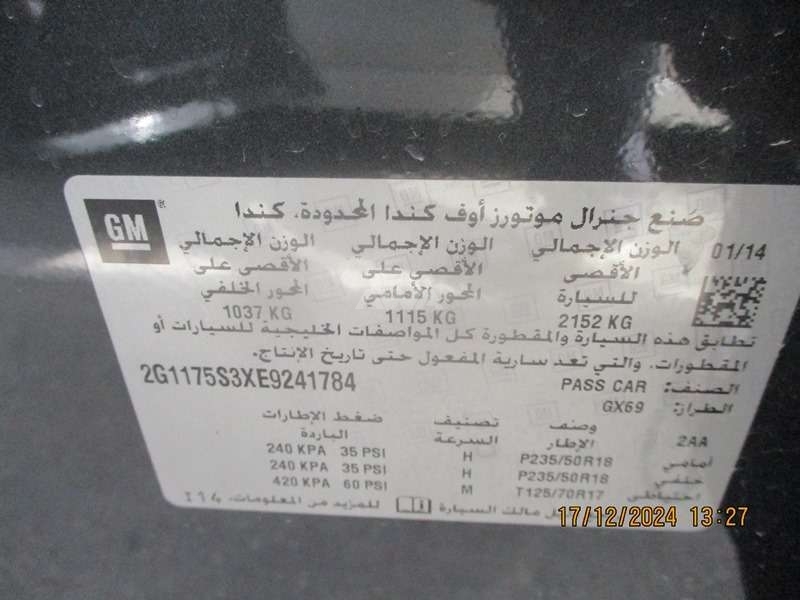 GM
صنع جنرال موتورز أوف كندا المحدودة، كندا
01/14
الوزن الإجمالي الأقصى للسيارة
2152 KG
الوزن الإجمالي الأقصى على المحور الأمامي
1115 KG
الوزن الإجمالي الأقصى على المحور الخلفي
1037 KG
تطابق هذه السيارة والمقطورة كل المواصفات الخليجية للسيارات أو
المقطورات، والتي تعد سارية المفعول حتى تاريخ الإنتاج.
2G1175S3XE9241784
الصنف: PASS CAR
الطراز: GX69
2AA وصف الإطار تصنيف السرعة ضغط الإطارات الباردة
أمامي P235/50R18 H 240 KPA 35 PSI
خلفي P235/50R18 H 240 KPA 35 PSI
احتياطي T125/70R17 M 420 KPA 60 PSI
مالك السيارة للمزيد من المعلومات.
17/12/2024 13:27